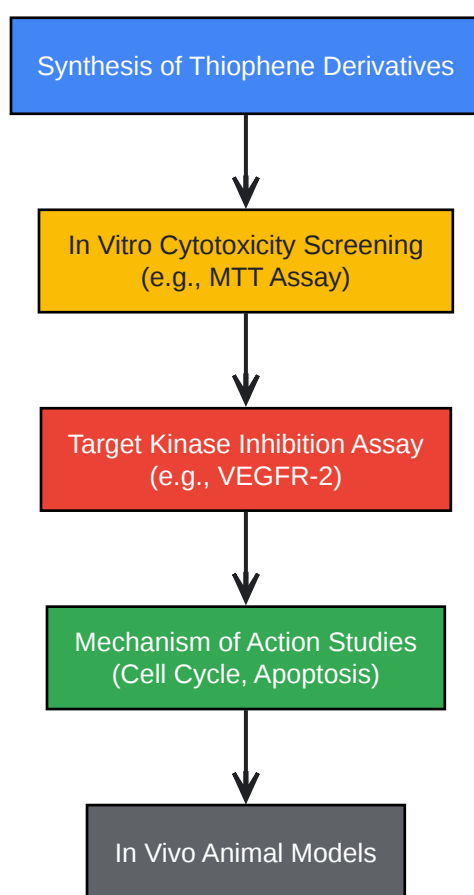 Synthesis of Thiophene Derivatives
In Vitro Cytotoxicity Screening
(e.g., MTT Assay)
Target Kinase Inhibition Assay
(e.g., VEGFR-2)
Mechanism of Action Studies
(Cell Cycle, Apoptosis)
In Vivo Animal Models